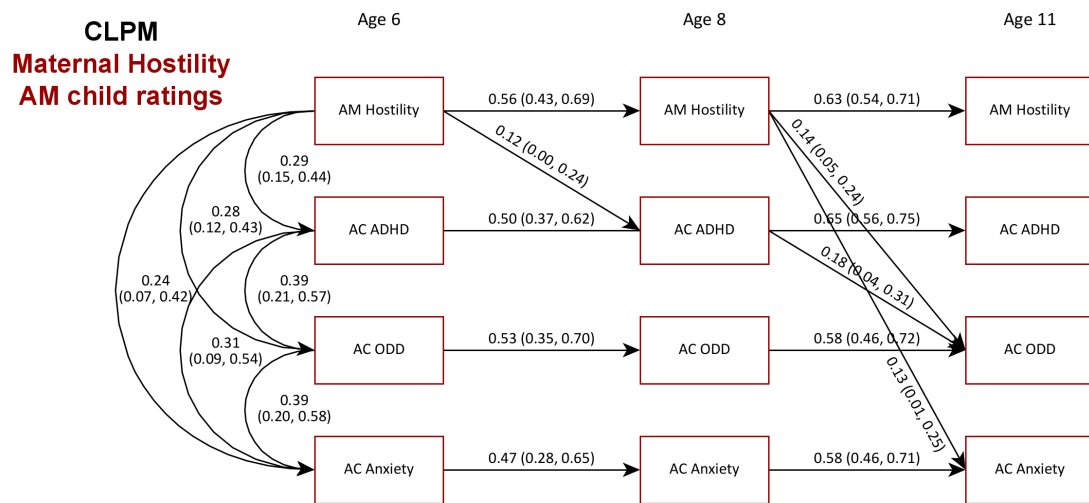 Age 6
Age 8
Age 11
CLPM
Maternal Hostility
AM child ratings
AM Hostility
0.56 (0.43, 0.69)
AM Hostility
0.63 (0.54, 0.71)
AM Hostility
0.12 (0.00, 0.24)
0.14 (0.05, 0.24)
0.29
(0.15, 0.44)
0.28
(0.12, 0.43)
AC ADHD
0.50 (0.37, 0.62)
AC ADHD
0.65 (0.56, 0.75)
AC ADHD
0.18 (0.04, 0.31)
0.24
(0.07, 0.42)
0.39
(0.21, 0.57)
0.31
(0.09, 0.54)
AC ODD
0.53 (0.35, 0.70)
AC ODD
0.58 (0.46, 0.72)
AC ODD
0.13 (0.01, 0.25)
0.39
(0.20, 0.58)
AC Anxiety
0.47 (0.28, 0.65)
AC Anxiety
0.58 (0.46, 0.71)
AC Anxiety